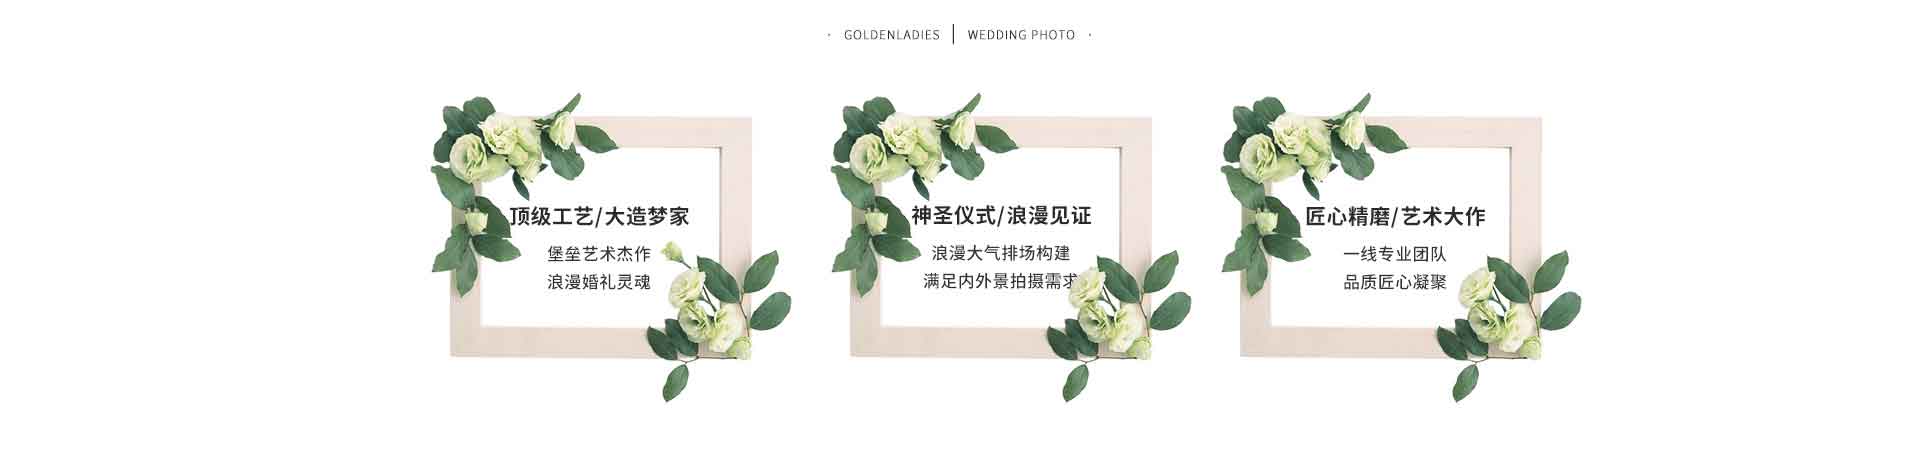 · GOLDENLADIES | WEDDING PHOTO ·
顶级工艺/大造梦家
堡垒艺术杰作
浪漫婚礼灵魂
神圣仪式/浪漫见证
浪漫大气排场构建
满足内外景拍摄需求
匠心精磨/艺术大作
一线专业团队
品质匠心凝聚